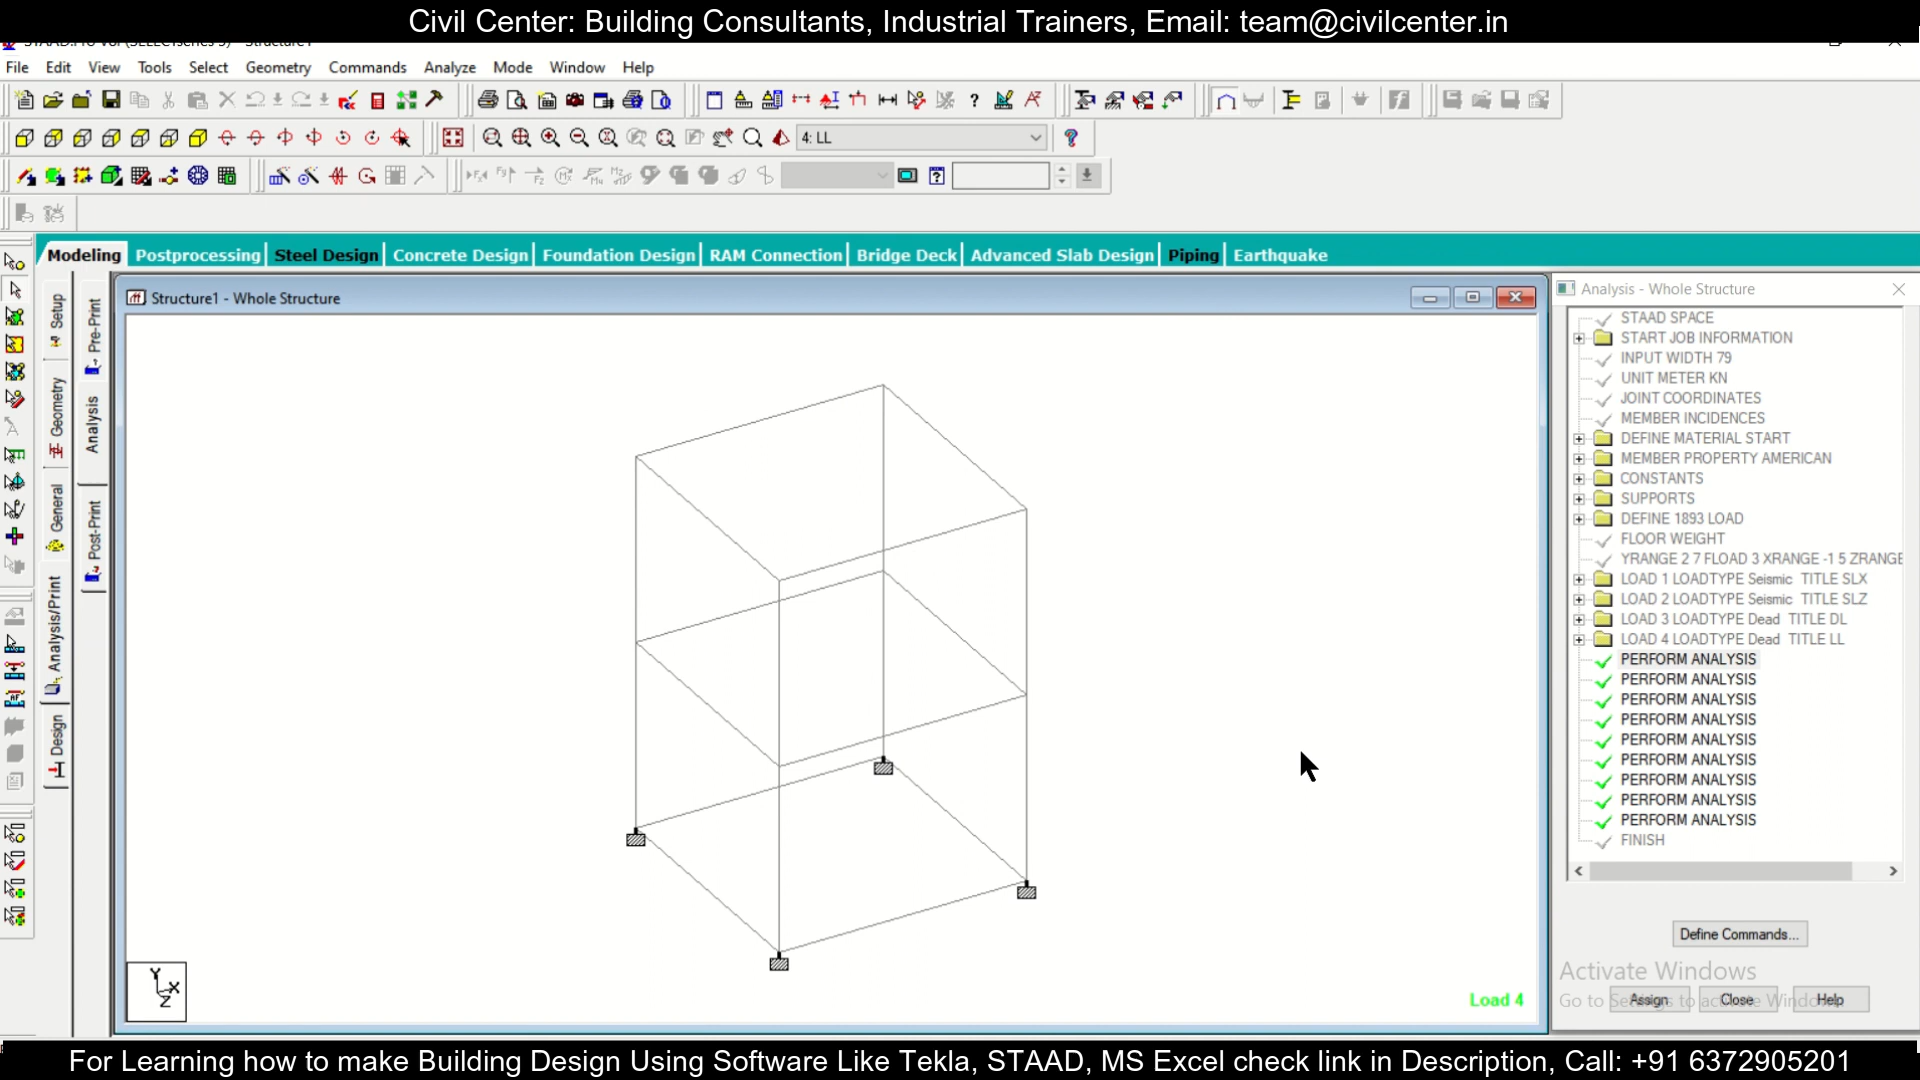 Civil Center: Building Consultants, Industrial Trainers, Email: team@civilcenter.in
File Edit View Tools Select Geometry Commands Analyze Mode Window Help
4: LL
Modeling Postprocessing Steel Design Concrete Design Foundation Design RAM Connection Bridge Deck Advanced Slab Design Piping Earthquake
Setup
Geometry
General
Analysis/Print
Design
Pre-Print
Analysis
Post-Print
Structure1 - Whole Structure
Y
X
Z
Load 4
Analysis - Whole Structure
STAAD SPACE
START JOB INFORMATION
INPUT WIDTH 79
UNIT METER KN
JOINT COORDINATES
MEMBER INCIDENCES
DEFINE MATERIAL START
MEMBER PROPERTY AMERICAN
CONSTANTS
SUPPORTS
DEFINE 1893 LOAD
FLOOR WEIGHT
YRANGE 2 7 FLOAD 3 XRANGE -1 5 ZRANGE
LOAD 1 LOADTYPE Seismic TITLE SLX
LOAD 2 LOADTYPE Seismic TITLE SLZ
LOAD 3 LOADTYPE Dead TITLE DL
LOAD 4 LOADTYPE Dead TITLE LL
PERFORM ANALYSIS
PERFORM ANALYSIS
PERFORM ANALYSIS
PERFORM ANALYSIS
PERFORM ANALYSIS
PERFORM ANALYSIS
PERFORM ANALYSIS
PERFORM ANALYSIS
PERFORM ANALYSIS
FINISH
Define Commands...
Activate Windows
Go to Settings to activate Windows
Assign Close Help
For Learning how to make Building Design Using Software Like Tekla, STAAD, MS Excel check link in Description, Call: +91 6372905201